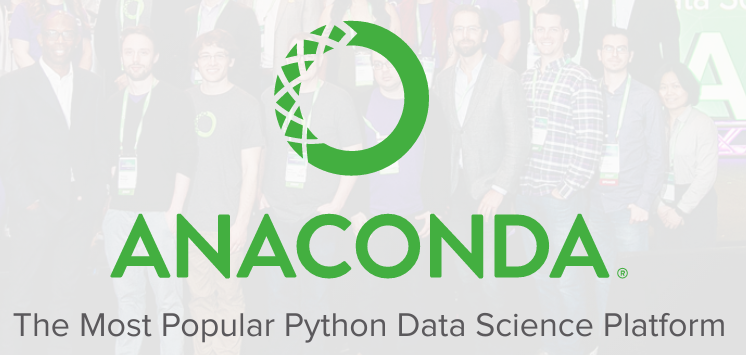 ANACONDA®
The Most Popular Python Data Science Platform